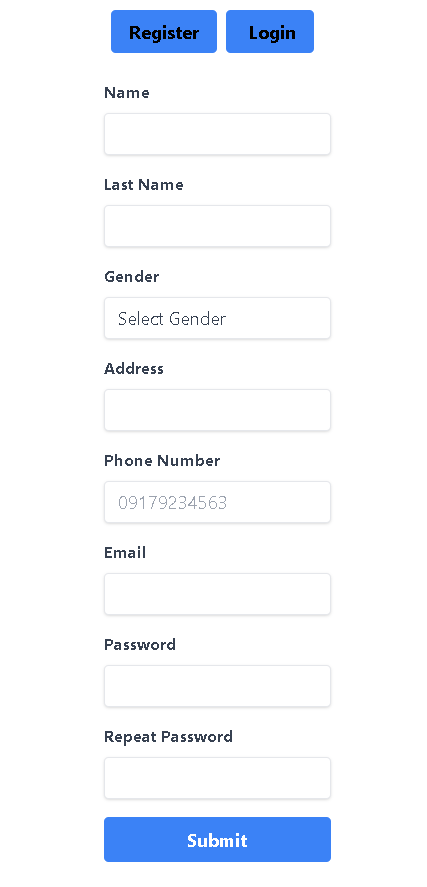 Register Login
Name
Last Name
Gender
Select Gender
Address
Phone Number
09179234563
Email
Password
Repeat Password
Submit